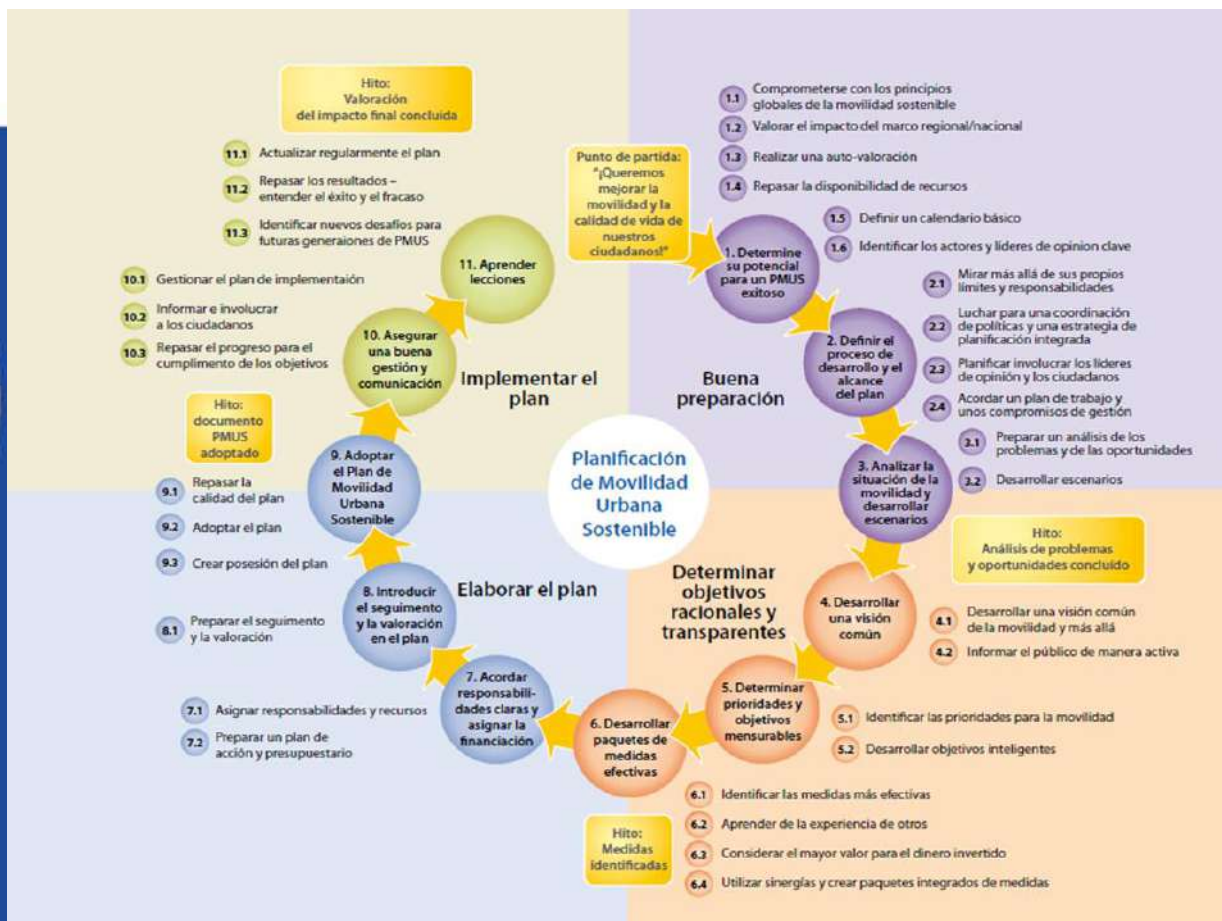 Planificación
de Movilidad
Urbana
Sostenible
Punto de partida:
"¡Queremos
mejorar la
movilidad y la
calidad de vida de
nuestros
ciudadanos!"
Buena
preparación
1. Determine
su potencial
para un PMUS
exitoso
1.1 Comprometerse con los principios
globales de la movilidad sostenible
1.2 Valorar el impacto del marco regional/nacional
1.3 Realizar una auto-valoración
1.4 Repasar la disponibilidad de recursos
1.5 Definir un calendario básico
1.6 Identificar los actores y líderes de opinion clave
2. Definir el
proceso de
desarrollo y el
alcance
del plan
2.1 Mirar más allá de sus propios
límites y responsabilidades
2.2 Luchar para una coordinación
de políticas y una estrategia de
planificación integrada
2.3 Planificar involucrar los líderes
de opinión y los ciudadanos
2.4 Acordar un plan de trabajo y
unos compromisos de gestión
3. Analizar la
situación de la
movilidad y
desarrollar
escenarios
3.1 Preparar un análisis de los
problemas y de las oportunidades
3.2 Desarrollar escenarios
Hito:
Análisis de problemas
y oportunidades concluído
Determinar
objetivos
racionales y
transparentes
4. Desarrollar
una visión
común
4.1 Desarrollar una visión común
de la movilidad y más allá
4.2 Informar el público de manera activa
5. Determinar
prioridades y
objetivos
mensurables
5.1 Identificar las prioridades para la movilidad
5.2 Desarrollar objetivos inteligentes
6. Desarrollar
paquetes de
medidas
efectivas
6.1 Identificar las medidas más efectivas
6.2 Aprender de la experiencia de otros
6.3 Considerar el mayor valor para el dinero invertido
6.4 Utilizar sinergías y crear paquetes integrados de medidas
Hito:
Medidas
identificadas
Elaborar el plan
7. Acordar
responsabili-
dades claras y
asignar la
financiación
7.1 Asignar responsabilidades y recursos
7.2 Preparar un plan de
acción y presupuestario
8. Introducir
el seguimento
y la valoración
en el plan
8.1 Preparar el seguimento
y la valoración
9. Adoptar
el Plan de
Movilidad
Urbana
Sostenible
9.1 Repasar la
calidad del plan
9.2 Adoptar el plan
9.3 Crear posesión del plan
Hito:
documento
PMUS
adoptado
Implementar el
plan
10. Asegurar
una buena
gestión y
comunicación
10.1 Gestionar el plan de implementaión
10.2 Informar e involucrar
a los ciudadanos
10.3 Repasar el progreso para el
cumplimento de los objetivos
11. Aprender
lecciones
11.1 Actualizar regularmente el plan
11.2 Repasar los resultados –
entender el éxito y el fracaso
11.3 Identificar nuevos desafíos para
futuras generaiones de PMUS
Hito:
Valoración
del impacto final concluida